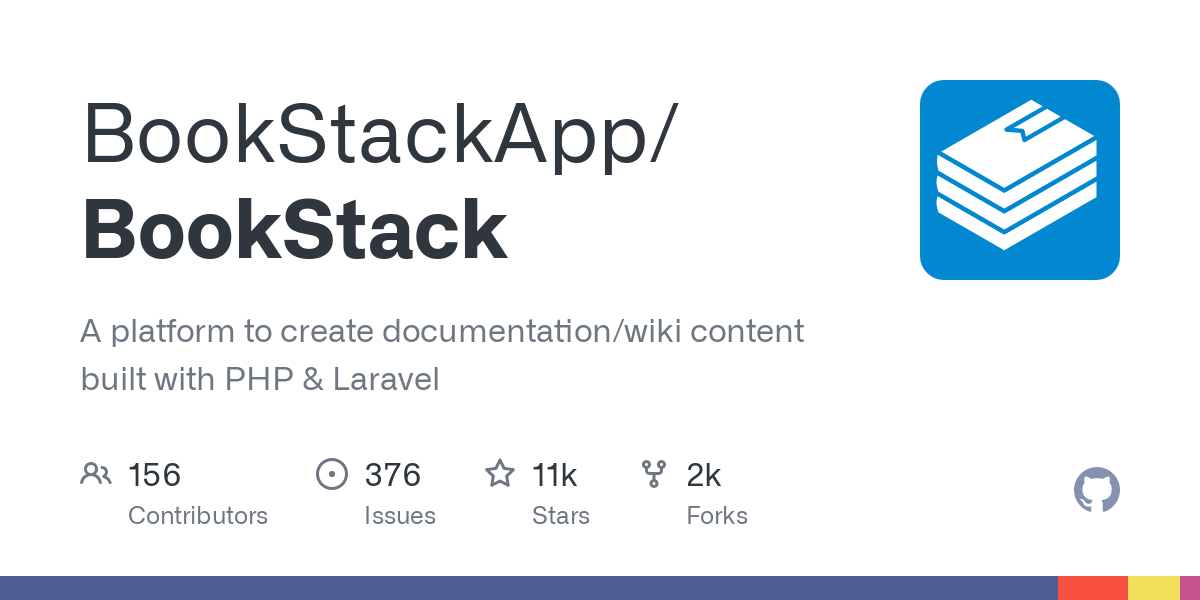 BookStackApp/
BookStack
A platform to create documentation/wiki content
built with PHP & Laravel
156 376 11k 2k
Contributors Issues Stars Forks